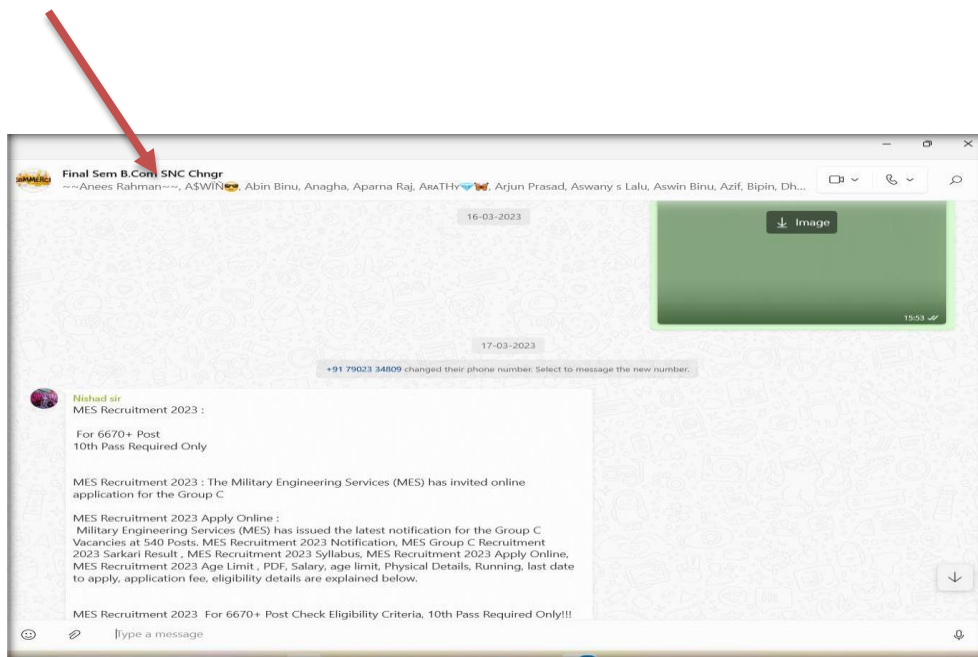 COMMERCE
Final Sem B.Com SNC Chngr
~~Anees Rahman~~, A$WÏÑ😎, Abin Binu, Anagha, Aparna Raj, AʀᴀTHʏ💎🦋, Arjun Prasad, Aswany s Lalu, Aswin Binu, Azif, Bipin, Dh...
16-03-2023
Image
15:53
17-03-2023
+91 79023 34809 changed their phone number. Select to message the new number.
Nishad sir
MES Recruitment 2023 :
For 6670+ Post
10th Pass Required Only
MES Recruitment 2023 : The Military Engineering Services (MES) has invited online
application for the Group C
MES Recruitment 2023 Apply Online :
Military Engineering Services (MES) has issued the latest notification for the Group C
Vacancies at 540 Posts. MES Recruitment 2023 Notification, MES Group C Recruitment
2023 Sarkari Result , MES Recruitment 2023 Syllabus, MES Recruitment 2023 Apply Online,
MES Recruitment 2023 Age Limit , PDF, Salary, age limit, Physical Details, Running, last date
to apply, application fee, eligibility details are explained below.
MES Recruitment 2023  For 6670+ Post Check Eligibility Criteria, 10th Pass Required Only!!!
Type a message